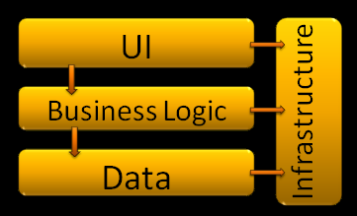 UI
Business Logic
Data
Infrastructure